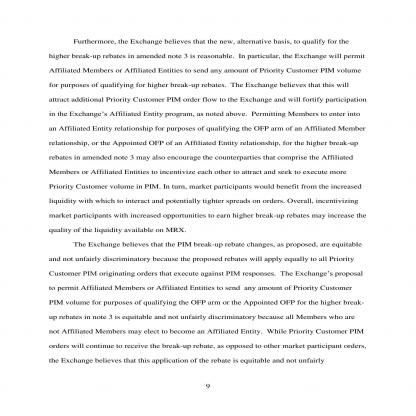 Furthermore, the Exchange believes that the new, alternative basis, to qualify for the
higher break-up rebates in amended note 3 is reasonable.  In particular, the Exchange will permit
Affiliated Members or Affiliated Entities to send any amount of Priority Customer PIM volume
for purposes of qualifying for higher break-up rebates.  The Exchange believes that this will
attract additional Priority Customer PIM order flow to the Exchange and will fortify participation
in the Exchange's Affiliated Entity program, as noted above.  Permitting Members to enter into
an Affiliated Entity relationship for purposes of qualifying the OFP arm of an Affiliated Member
relationship, or the Appointed OFP of an Affiliated Entity relationship, for the higher break-up
rebates in amended note 3 may also encourage the counterparties that comprise the Affiliated
Members or Affiliated Entities to incentivize each other to attract and seek to execute more
Priority Customer volume in PIM. In turn, market participants would benefit from the increased
liquidity with which to interact and potentially tighter spreads on orders. Overall, incentivizing
market participants with increased opportunities to earn higher break-up rebates may increase the
quality of the liquidity available on MRX.
The Exchange believes that the PIM break-up rebate changes, as proposed, are equitable
and not unfairly discriminatory because the proposed rebates will apply equally to all Priority
Customer PIM originating orders that execute against PIM responses.  The Exchange's proposal
to permit Affiliated Members or Affiliated Entities to send  any amount of Priority Customer
PIM volume for purposes of qualifying the OFP arm or the Appointed OFP for the higher break-
up rebates in note 3 is equitable and not unfairly discriminatory because all Members who are
not Affiliated Members may elect to become an Affiliated Entity.  While Priority Customer PIM
orders will continue to receive the break-up rebate, as opposed to other market participant orders,
the Exchange believes that this application of the rebate is equitable and not unfairly
9